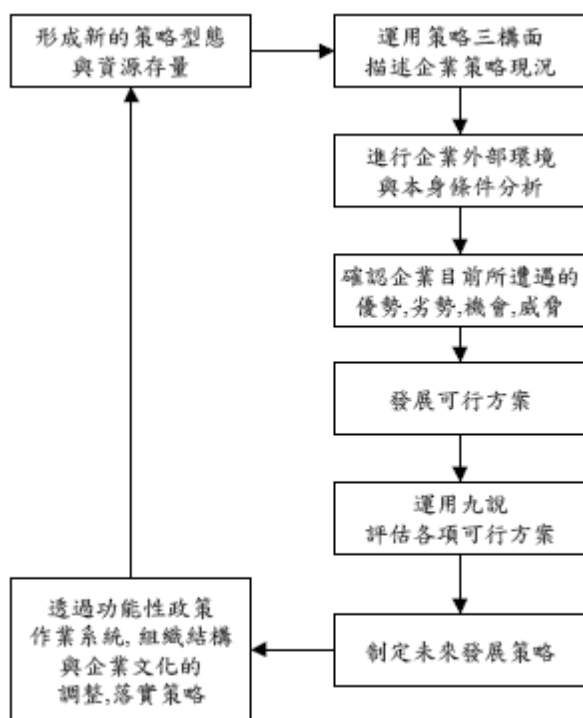 形成新的策略型態
與資源存量
運用策略三構面
描述企業策略現況
進行企業外部環境
與本身條件分析
確認企業目前所遭遇的
優勢,劣勢,機會,威脅
發展可行方案
運用九說
評估各項可行方案
制定未來發展策略
透過功能性政策
作業系統, 組織結構
與企業文化的
調整,落實策略